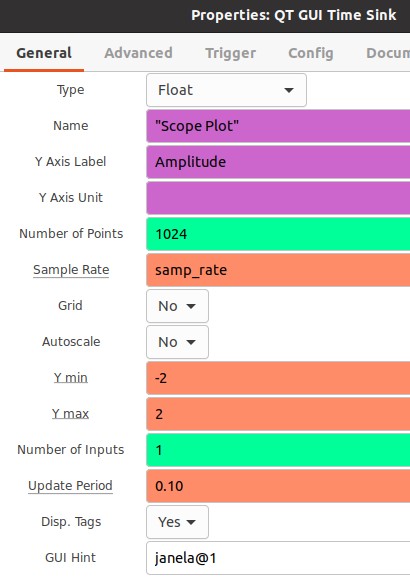 Properties: QT GUI Time Sink
General Advanced Trigger Config Docum
Type Float
Name "Scope Plot"
Y Axis Label Amplitude
Y Axis Unit
Number of Points 1024
Sample Rate samp_rate
Grid No
Autoscale No
Y min -2
Y max 2
Number of Inputs 1
Update Period 0.10
Disp. Tags Yes
GUI Hint janela@1